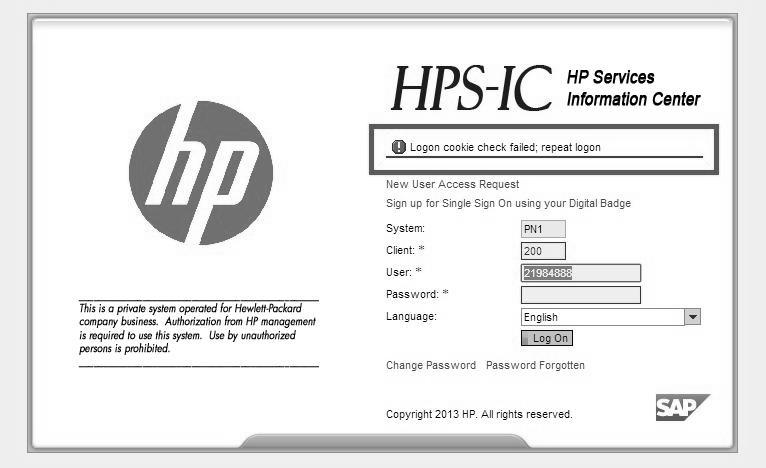 HPS-IC HP Services
Information Center
hp
Logon cookie check failed; repeat logon
New User Access Request
Sign up for Single Sign On using your Digital Badge
System: PN1
Client: * 200
User: * 21984888
Password: *
Language: English
Log On
This is a private system operated for Hewlett-Packard
company business. Authorization from HP management
is required to use this system. Use by unauthorized
persons is prohibited.
Change Password Password Forgotten
Copyright 2013 HP. All rights reserved.
SAP